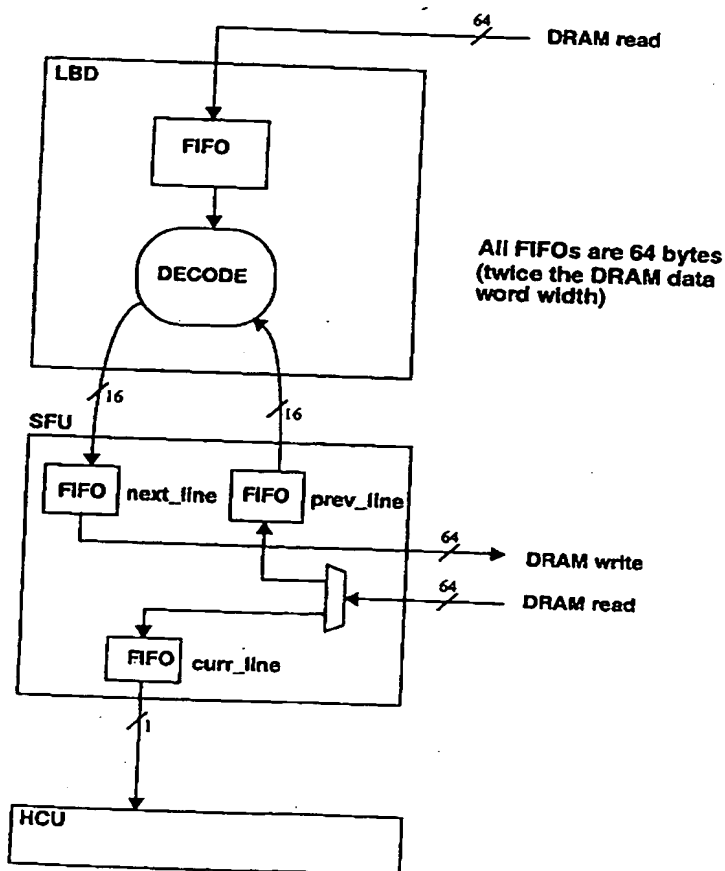 64
DRAM read
LBD
FIFO
DECODE
All FIFOs are 64 bytes
(twice the DRAM data
word width)
16
16
SFU
FIFO
next_line
FIFO
prev_line
64
DRAM write
64
DRAM read
FIFO
curr_line
1
HCU